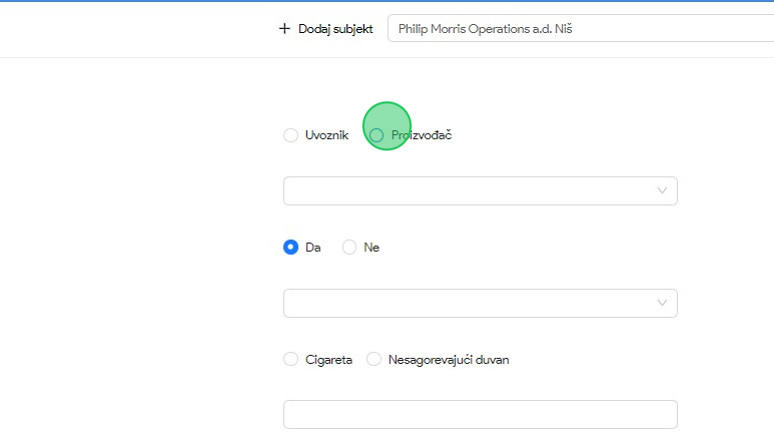 + Dodaj subjekt Philip Morris Operations a.d. Niš
Uvoznik Proizvođač
Da Ne
Cigareta Nesagorevajući duvan